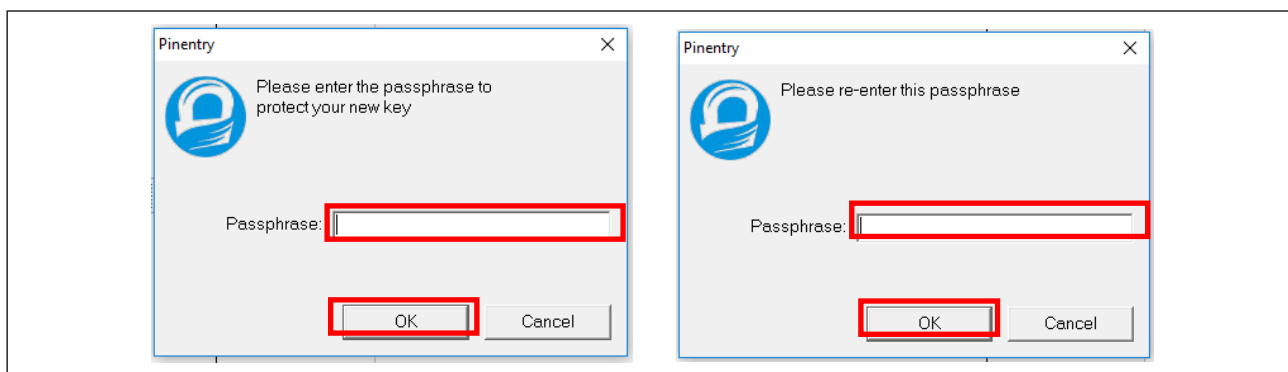 Pinentry
Please enter the passphrase to
protect your new key
Passphrase:
OK Cancel
Pinentry
Please re-enter this passphrase
Passphrase:
OK Cancel